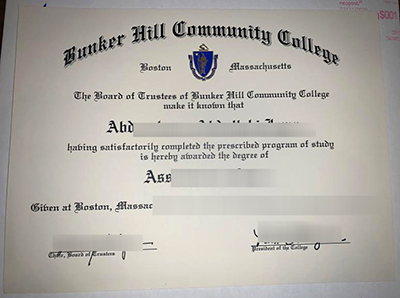 Bunker Hill Community College
Boston Massachusetts
The Board of Trustees of Bunker Hill Community College
make it known that
Abd
having satisfactorily completed the prescribed program of study
is hereby awarded the degree of
Ass
Given at Boston, Massac
Chair, Board of Trustees
President of the College